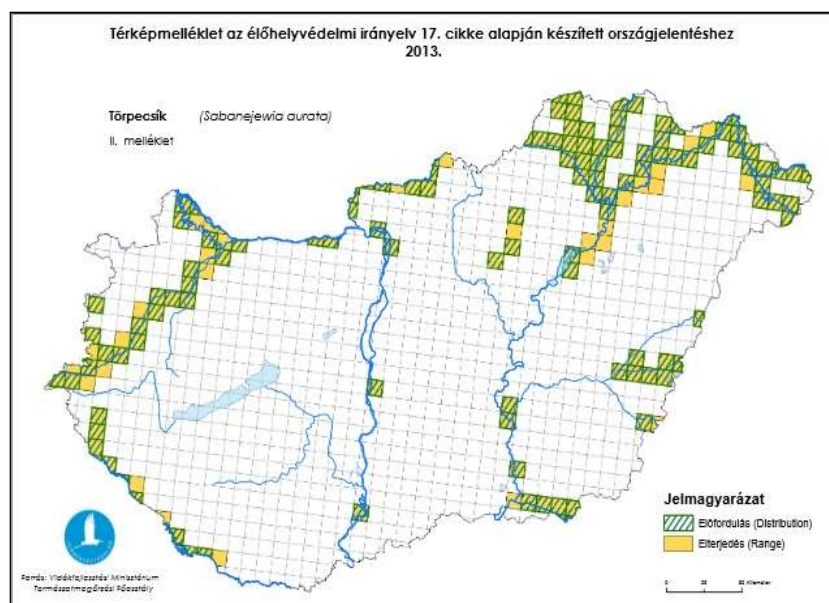 Térképmelléklet az élőhelyvédelmi irányelv 17. cikke alapján készített országjelentéshez
2013.
Törpecsík (Sabanejewia aurata)
II. melléklet
Jelmagyarázat
Előfordulás (Distribution)
Elterjedés (Range)
Forrás: Vidékfejlesztési Minisztérium
Természetmegőrzési Főosztály